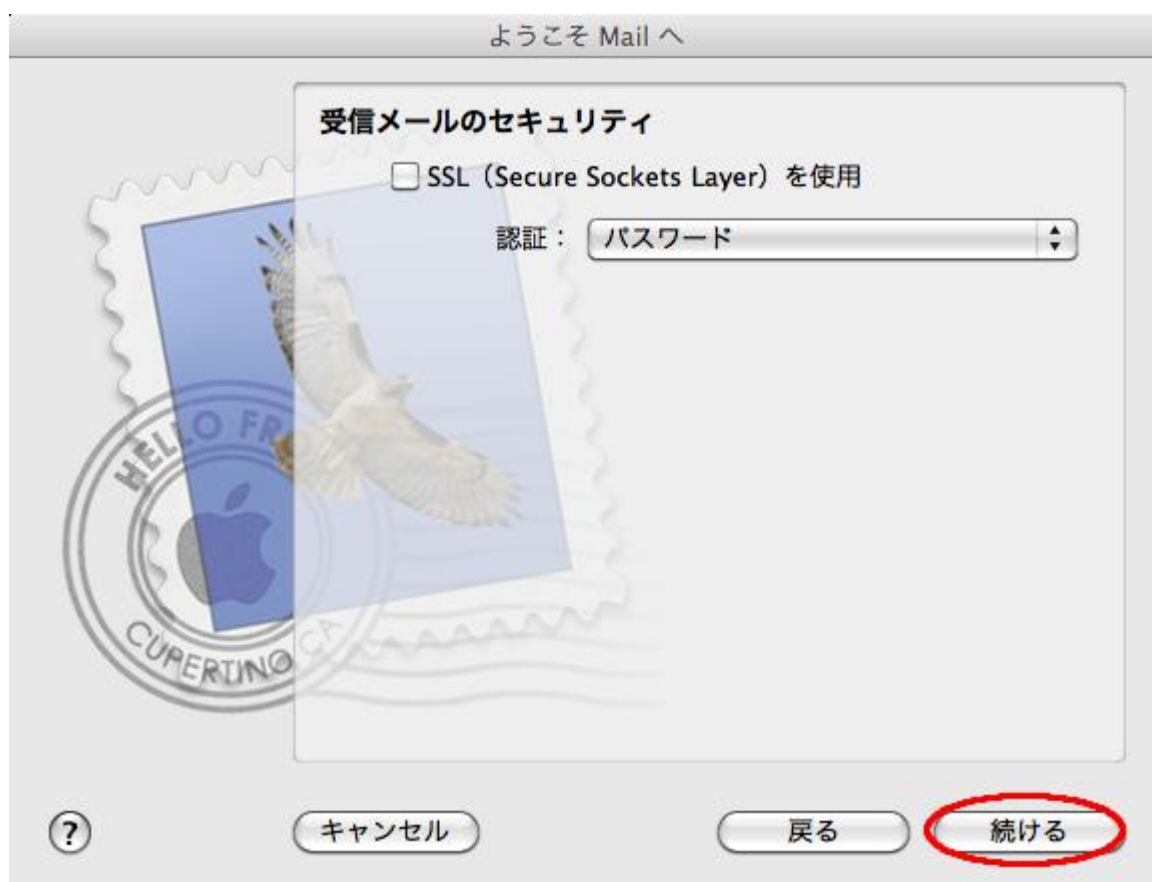 ようこそ Mail へ
受信メールのセキュリティ
SSL（Secure Sockets Layer）を使用
認証： パスワード
HELLO FR
CUPERTINO CA
? キャンセル 戻る 続ける